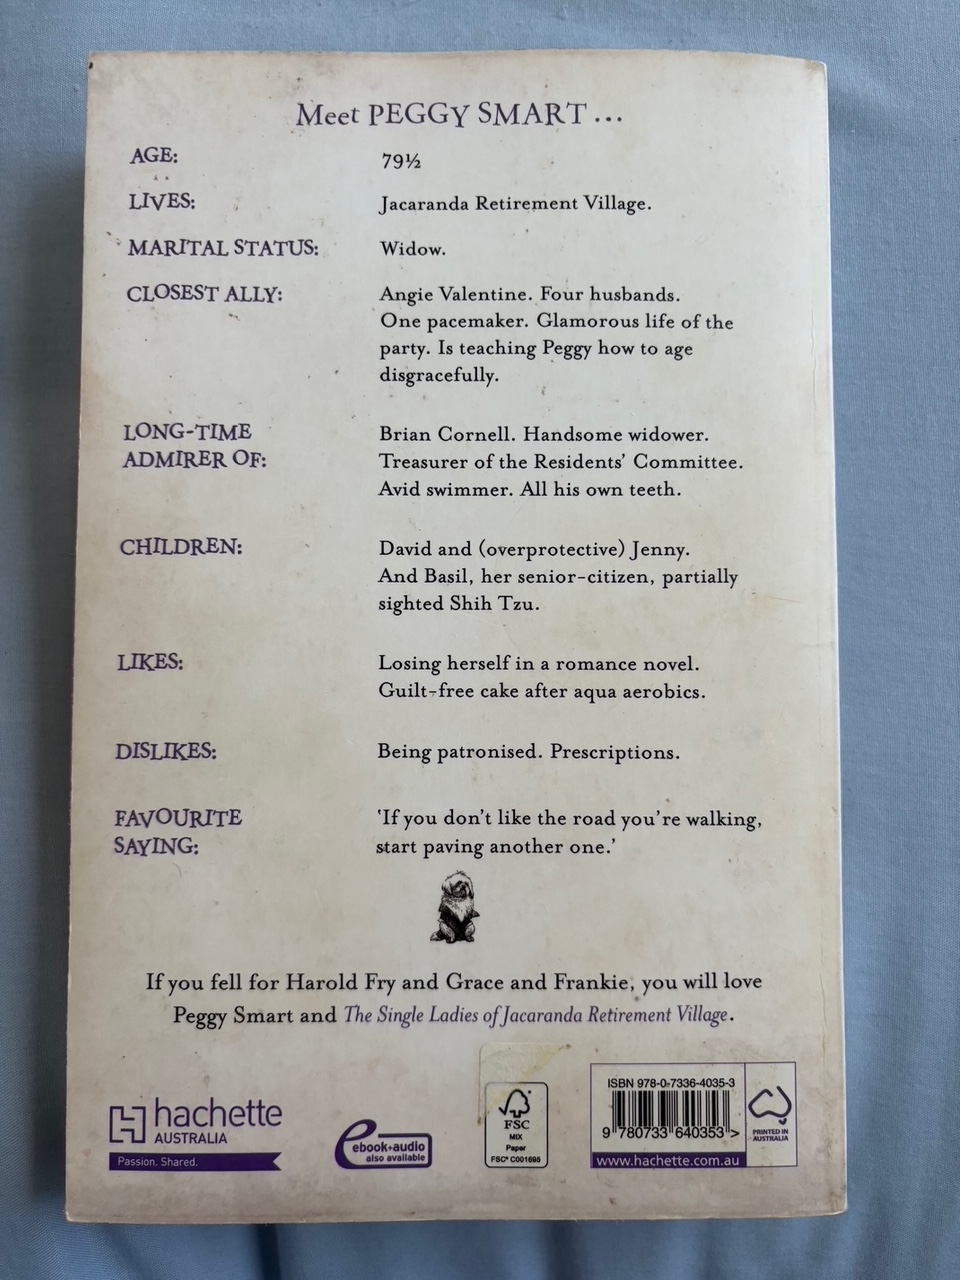 Meet PEGGY SMART...
AGE: 79½
LIVES: Jacaranda Retirement Village.
MARITAL STATUS: Widow.
CLOSEST ALLY: Angie Valentine. Four husbands.
One pacemaker. Glamorous life of the
party. Is teaching Peggy how to age
disgracefully.
LONG-TIME
ADMIRER OF:
Brian Cornell. Handsome widower.
Treasurer of the Residents' Committee.
Avid swimmer. All his own teeth.
CHILDREN: David and (overprotective) Jenny.
And Basil, her senior-citizen, partially
sighted Shih Tzu.
LIKES: Losing herself in a romance novel.
Guilt-free cake after aqua aerobics.
DISLIKES: Being patronised. Prescriptions.
FAVOURITE
SAYING:
'If you don't like the road you're walking,
start paving another one.'
If you fell for Harold Fry and Grace and Frankie, you will love
Peggy Smart and The Single Ladies of Jacaranda Retirement Village.
hachette
AUSTRALIA
Passion. Shared.
ebook+audio
also available
FSC
MIX
Paper
FSC® C001695
ISBN 978-0-7336-4035-3
9 780733 640353 >
www.hachette.com.au
PRINTED IN
AUSTRALIA